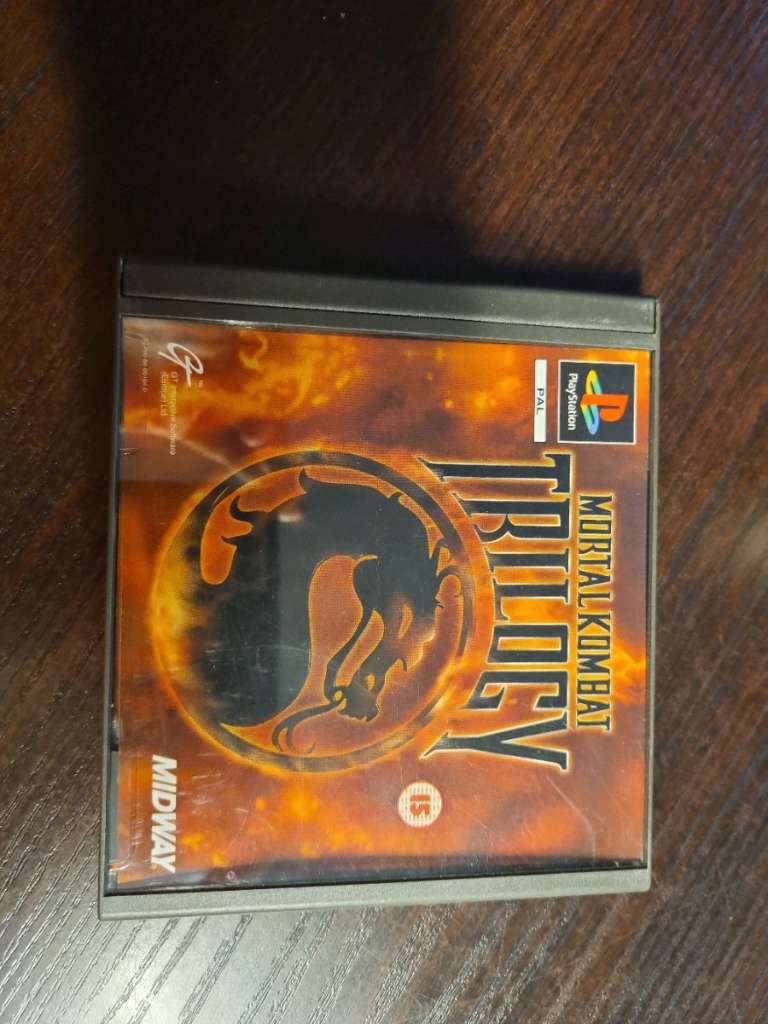 PlayStation
PAL
MORTAL KOMBAT
TRILOGY
15
GT Interactive Software
(Europe) Ltd.
MIDWAY